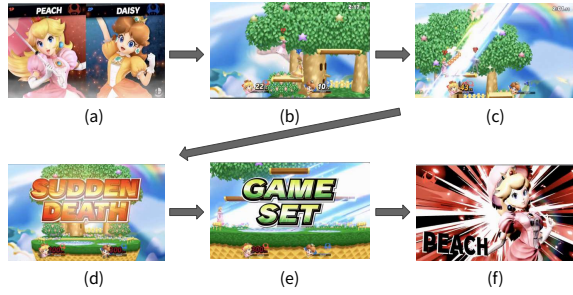 PEACH
DAISY
(a)
(b)
(c)
SUDDEN
DEATH
GAME
SET
PEACH
(d)
(e)
(f)